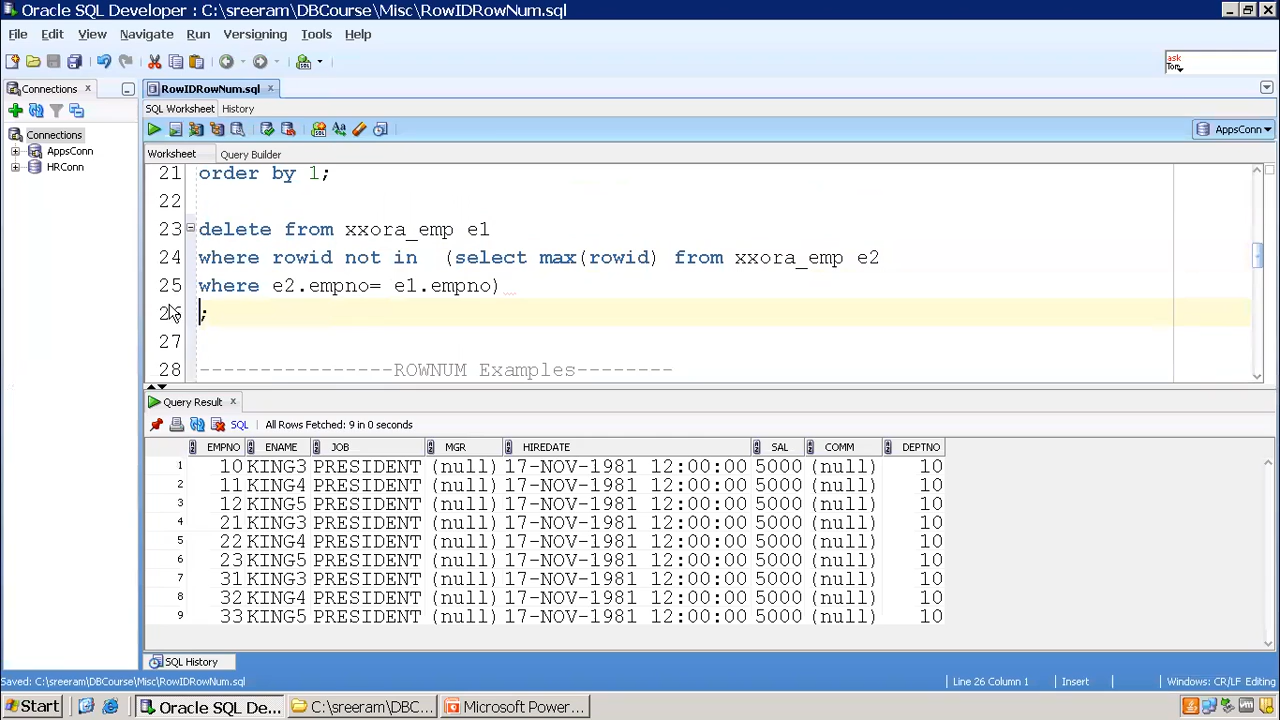 Oracle SQL Developer : C:\sreeram\DBCourse\Misc\RowIDRowNum.sql
File Edit View Navigate Run Versioning Tools Help
ask
Tom
Connections
RowIDRowNum.sql
SQL Worksheet History
Connections
AppsConn
HRConn
AppsConn
Worksheet Query Builder
21 order by 1;
22
23 delete from xxora_emp e1
24 where rowid not in  (select max(rowid) from xxora_emp e2
25 where e2.empno= e1.empno)
26 ;
27
28 ----------------ROWNUM Examples--------
Query Result
SQL All Rows Fetched: 9 in 0 seconds
EMPNO ENAME JOB MGR HIREDATE SAL COMM DEPTNO
1 10 KING3 PRESIDENT (null) 17-NOV-1981 12:00:00 5000 (null) 10
2 11 KING4 PRESIDENT (null) 17-NOV-1981 12:00:00 5000 (null) 10
3 12 KING5 PRESIDENT (null) 17-NOV-1981 12:00:00 5000 (null) 10
4 21 KING3 PRESIDENT (null) 17-NOV-1981 12:00:00 5000 (null) 10
5 22 KING4 PRESIDENT (null) 17-NOV-1981 12:00:00 5000 (null) 10
6 23 KING5 PRESIDENT (null) 17-NOV-1981 12:00:00 5000 (null) 10
7 31 KING3 PRESIDENT (null) 17-NOV-1981 12:00:00 5000 (null) 10
8 32 KING4 PRESIDENT (null) 17-NOV-1981 12:00:00 5000 (null) 10
9 33 KING5 PRESIDENT (null) 17-NOV-1981 12:00:00 5000 (null) 10
SQL History
Saved: C:\sreeram\DBCourse\Misc\RowIDRowNum.sql Line 26 Column 1 Insert Windows: CR/LF Editing
Start Oracle SQL De... C:\sreeram\DBC... Microsoft Power...